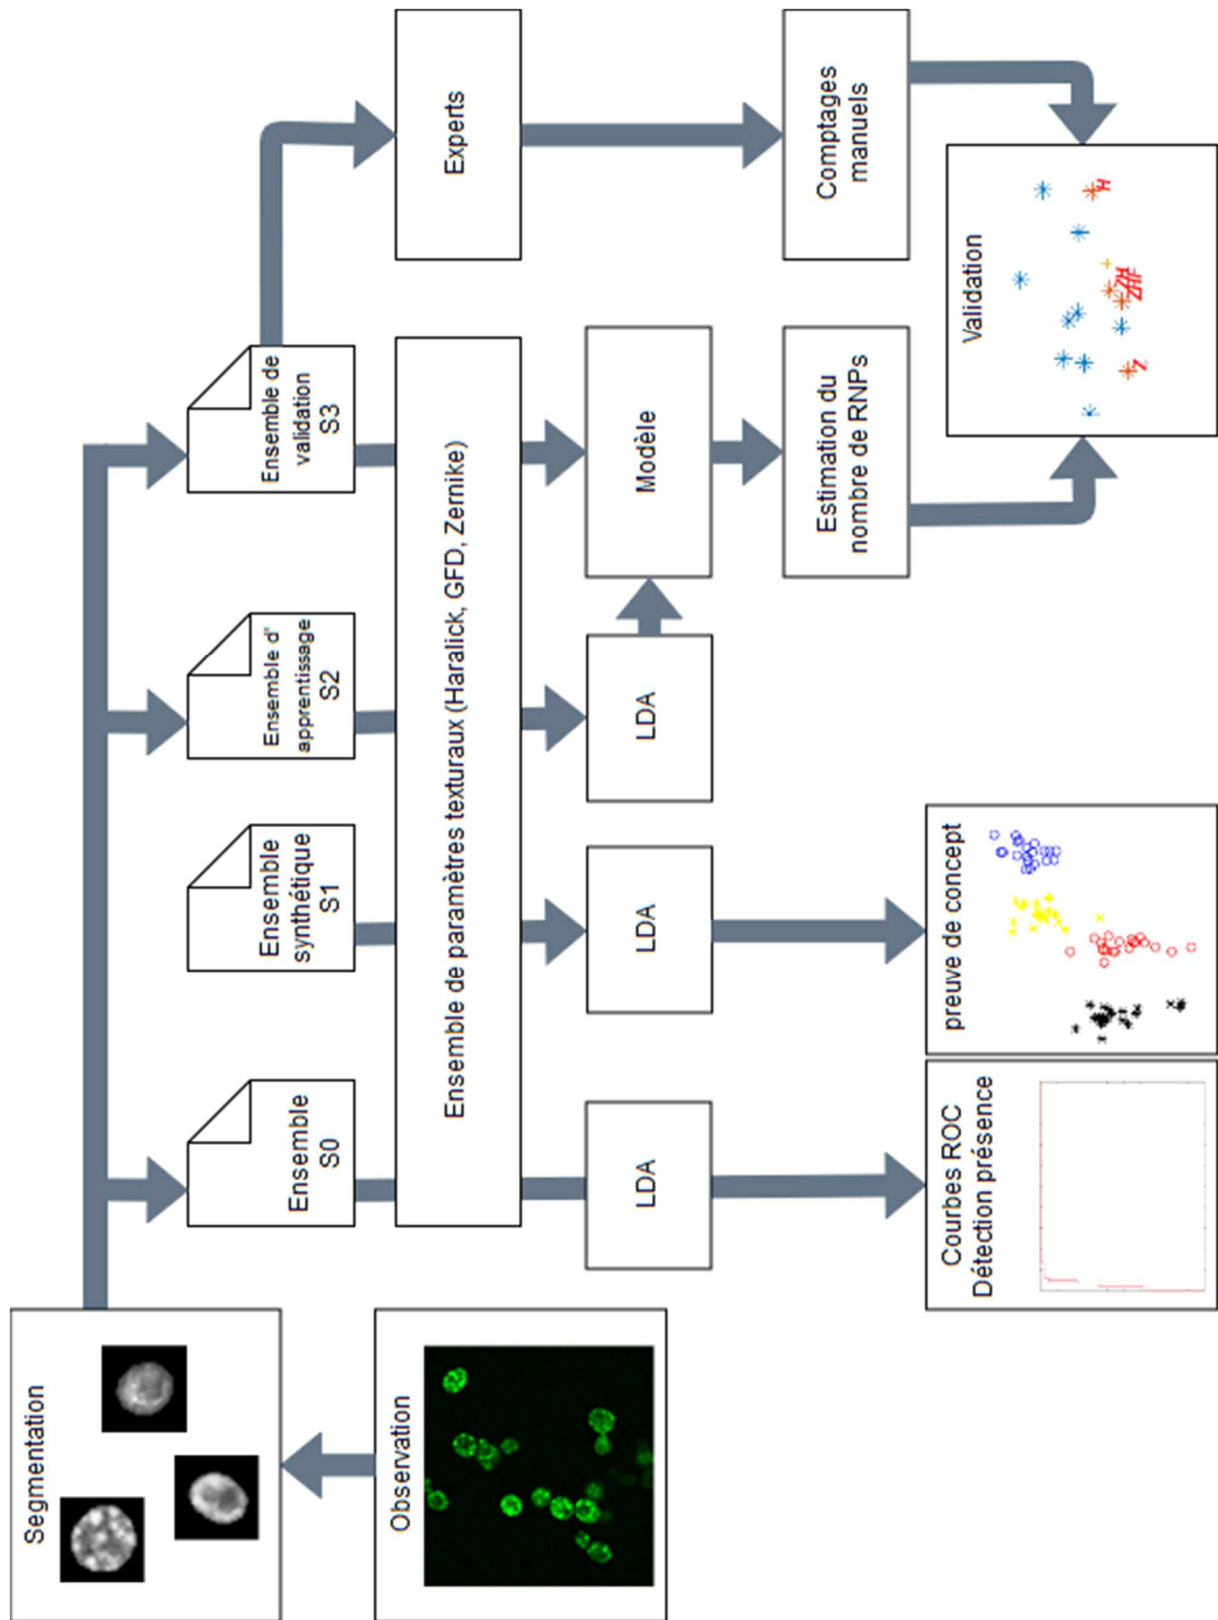 Segmentation
Observation
Ensemble
S0
Ensemble
synthétique
S1
Ensemble d'
apprentissage
S2
Ensemble de
validation
S3
Ensemble de paramètres texturaux (Haralick, GFD, Zernike)
Experts
LDA
LDA
LDA
Modèle
Estimation du
nombre de RNPs
Comptages
manuels
Courbes ROC
Détection présence
preuve de concept
Validation
Z
H